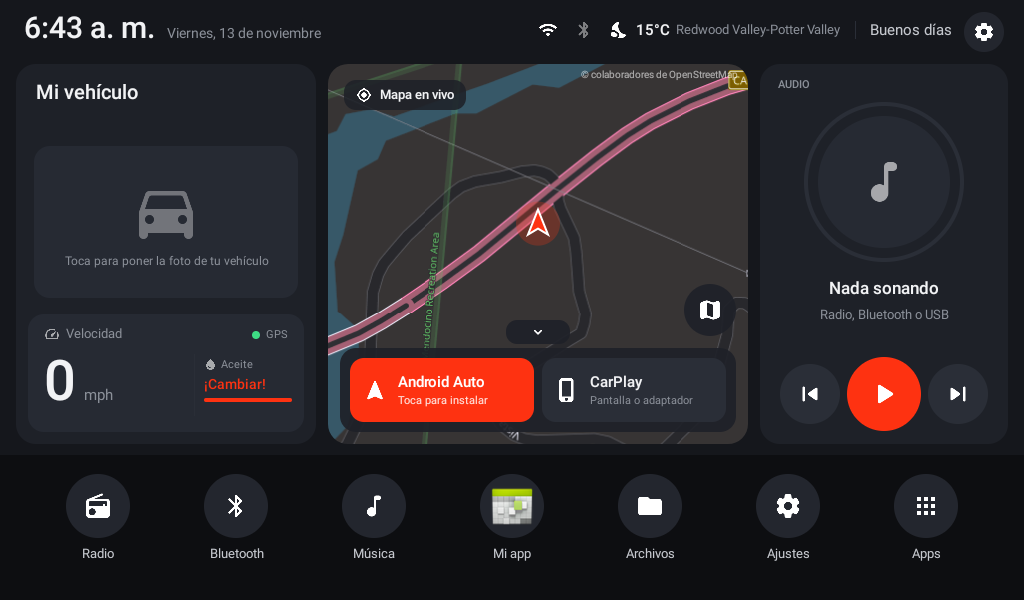 6:43 a. m.
Viernes, 13 de noviembre
15°C
Redwood Valley-Potter Valley
Buenos días
Mi vehículo
Toca para poner la foto de tu vehículo
Velocidad
GPS
0 mph
Aceite
¡Cambiar!
© colaboradores de OpenStreetMap
CA
Mapa en vivo
Recreation Area
Android Auto
Toca para instalar
CarPlay
Pantalla o adaptador
AUDIO
Nada sonando
Radio, Bluetooth o USB
Radio
Bluetooth
Música
Mi app
Archivos
Ajustes
Apps